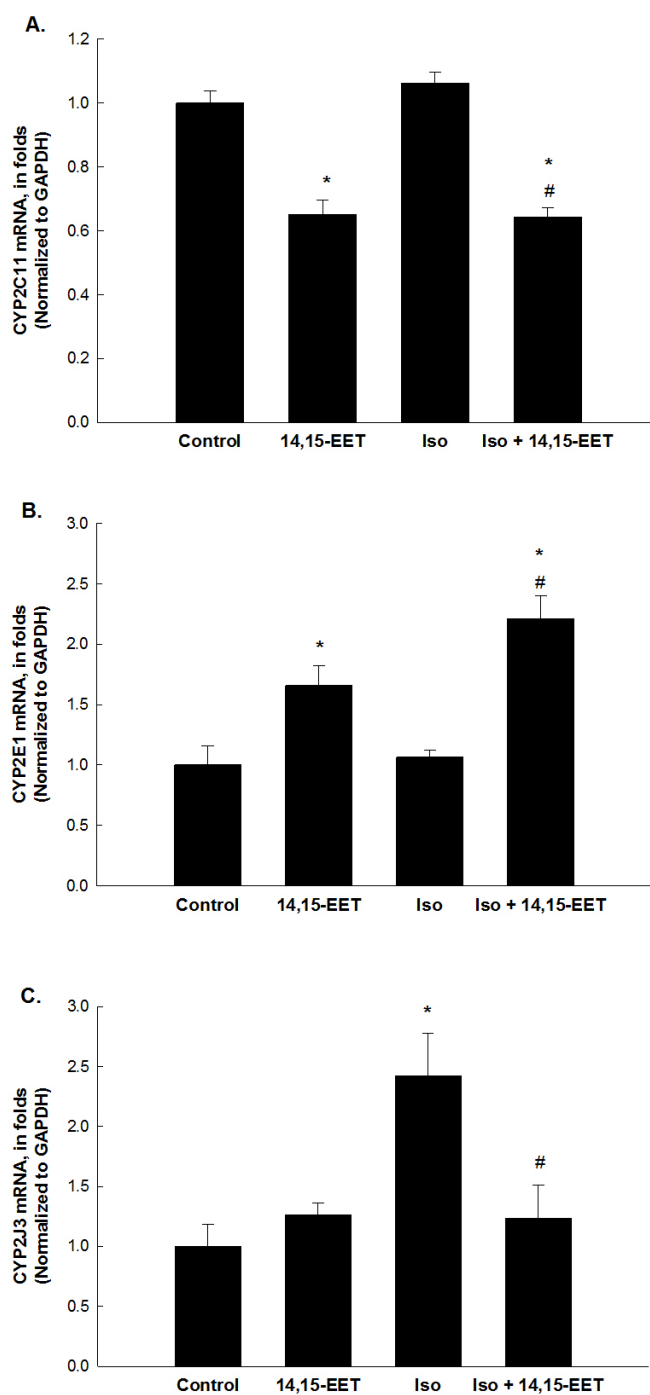 A.
CYP2C11 mRNA, in folds
(Normalized to GAPDH)
1.2
1.0
0.8
0.6
0.4
0.2
0.0
*
*
#
Control 14,15-EET Iso Iso + 14,15-EET
B.
CYP2E1 mRNA, in folds
(Normalized to GAPDH)
3.0
2.5
2.0
1.5
1.0
0.5
0.0
*
*
#
Control 14,15-EET Iso Iso + 14,15-EET
C.
CYP2J3 mRNA, in folds
(Normalized to GAPDH)
3.0
2.5
2.0
1.5
1.0
0.5
0.0
*
#
Control 14,15-EET Iso Iso + 14,15-EET